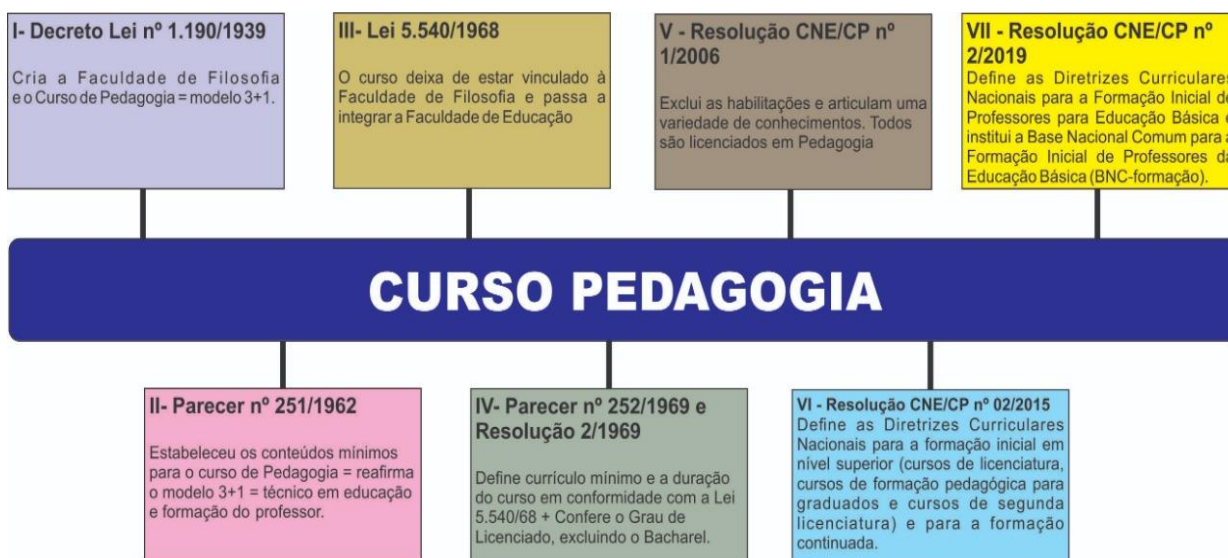 I- Decreto Lei nº 1.190/1939
Cria a Faculdade de Filosofia
e o Curso de Pedagogia = modelo 3+1.
III- Lei 5.540/1968
O curso deixa de estar vinculado à
Faculdade de Filosofia e passa a
integrar a Faculdade de Educação
V - Resolução CNE/CP nº
1/2006
Exclui as habilitações e articulam uma
variedade de conhecimentos. Todos
são licenciados em Pedagogia
VII - Resolução CNE/CP nº
2/2019
Define as Diretrizes Curriculares
Nacionais para a Formação Inicial de
Professores para Educação Básica e
institui a Base Nacional Comum para a
Formação Inicial de Professores da
Educação Básica (BNC-formação).
CURSO PEDAGOGIA
II- Parecer nº 251/1962
Estabeleceu os conteúdos mínimos
para o curso de Pedagogia = reafirma
o modelo 3+1 = técnico em educação
e formação do professor.
IV- Parecer nº 252/1969 e
Resolução 2/1969
Define currículo mínimo e a duração
do curso em conformidade com a Lei
5.540/68 + Confere o Grau de
Licenciado, excluindo o Bacharel.
VI - Resolução CNE/CP nº 02/2015
Define as Diretrizes Curriculares
Nacionais para a formação inicial em
nível superior (cursos de licenciatura,
cursos de formação pedagógica para
graduados e cursos de segunda
licenciatura) e para a formação
continuada.